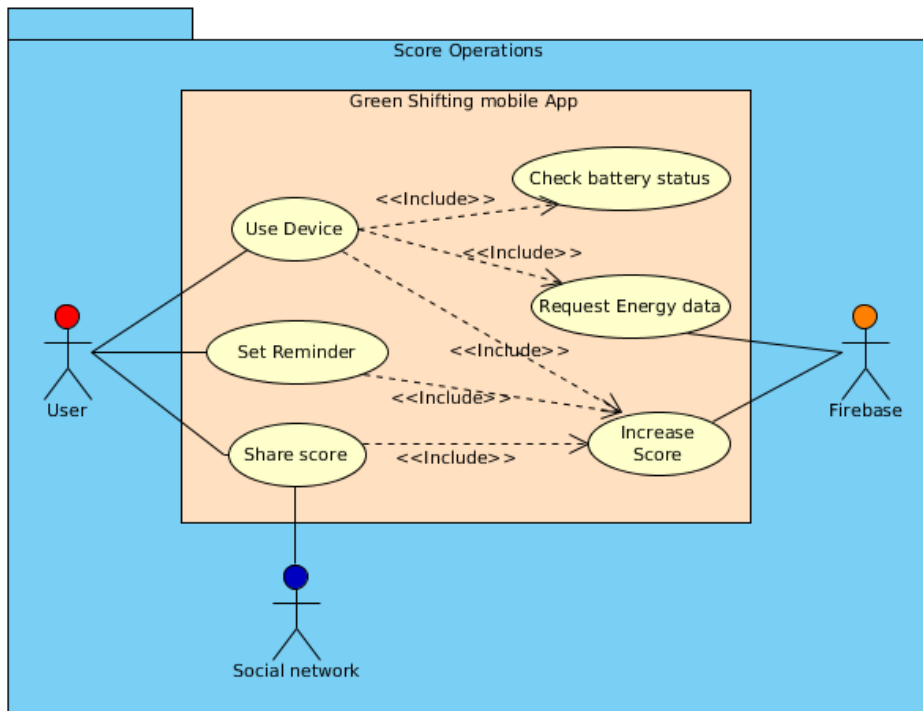 Score Operations
Green Shifting mobile App
Check battery status
<<Include>>
Use Device
<<Include>>
Request Energy data
Set Reminder
<<Include>>
<<Include>>
User
Firebase
Increase
Score
Share score
<<Include>>
Social network